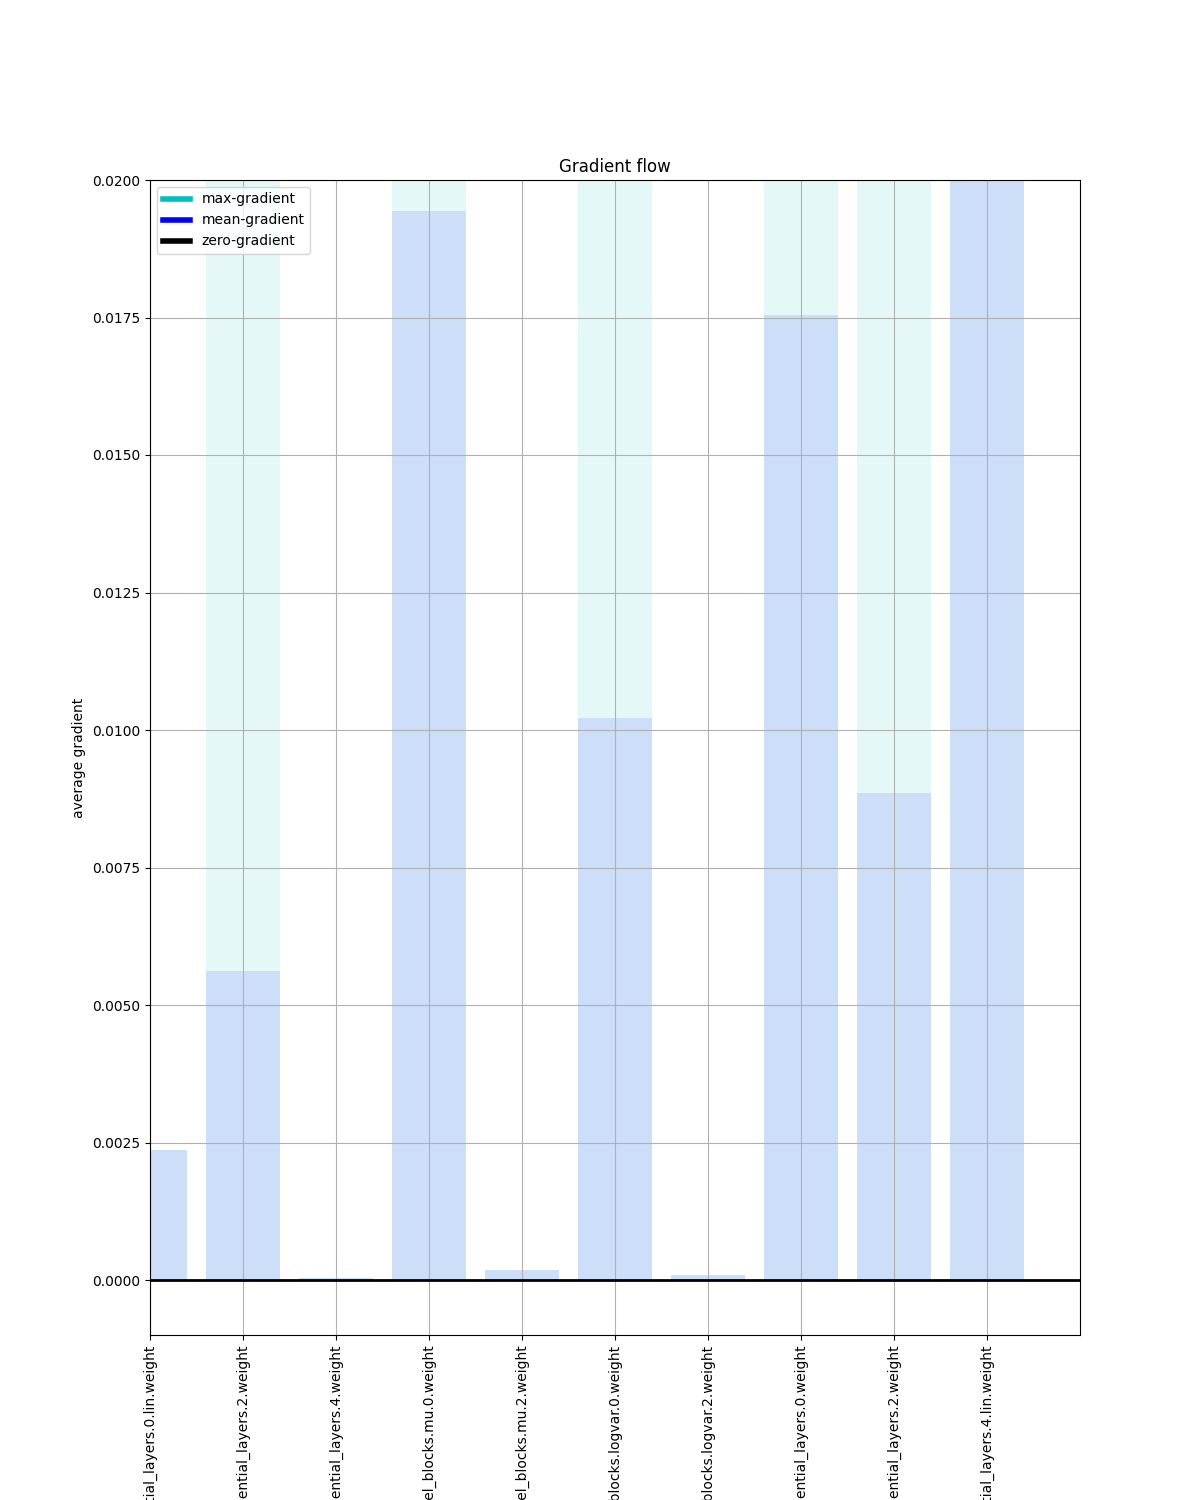 Gradient flow
max-gradient
mean-gradient
zero-gradient
0.0200
0.0175
0.0150
0.0125
0.0100
0.0075
0.0050
0.0025
0.0000
average gradient
tial_layers.0.lin.weight
ential_layers.2.weight
ential_layers.4.weight
el_blocks.mu.0.weight
el_blocks.mu.2.weight
blocks.logvar.0.weight
blocks.logvar.2.weight
ential_layers.0.weight
ential_layers.2.weight
tial_layers.4.lin.weight